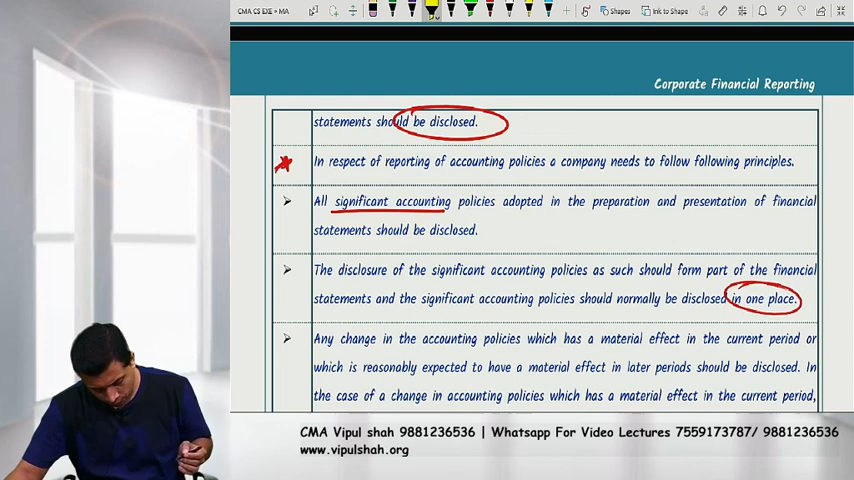 CMA CS EXE = MA
Shapes
Ink to Shape
Corporate Financial Reporting
statements should be disclosed.
In respect of reporting of accounting policies a company needs to follow following principles.
All significant accounting policies adopted in the preparation and presentation of financial
statements should be disclosed.
The disclosure of the significant accounting policies as such should form part of the financial
statements and the significant accounting policies should normally be disclosed in one place.
Any change in the accounting policies which has a material effect in the current period or
which is reasonably expected to have a material effect in later periods should be disclosed. In
the case of a change in accounting policies which has a material effect in the current period,
CMA Vipul shah 9881236536 | Whatsapp For Video Lectures 7559173787/ 9881236536
www.vipulshah.org